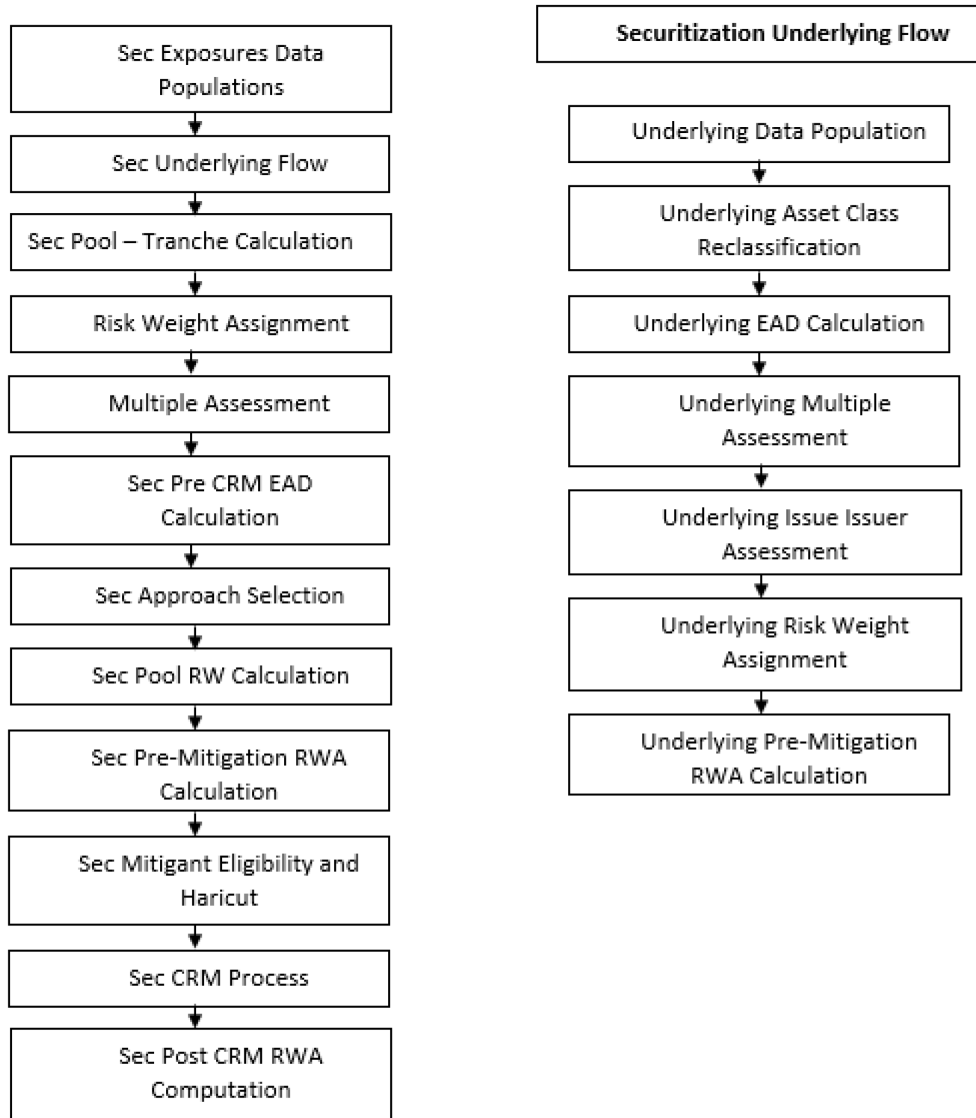 Sec Exposures Data
Populations
Sec Underlying Flow
Sec Pool – Tranche Calculation
Risk Weight Assignment
Multiple Assessment
Sec Pre CRM EAD
Calculation
Sec Approach Selection
Sec Pool RW Calculation
Sec Pre-Mitigation RWA
Calculation
Sec Mitigant Eligibility and
Haricut
Sec CRM Process
Sec Post CRM RWA
Computation
Securitization Underlying Flow
Underlying Data Population
Underlying Asset Class
Reclassification
Underlying EAD Calculation
Underlying Multiple
Assessment
Underlying Issue Issuer
Assessment
Underlying Risk Weight
Assignment
Underlying Pre-Mitigation
RWA Calculation